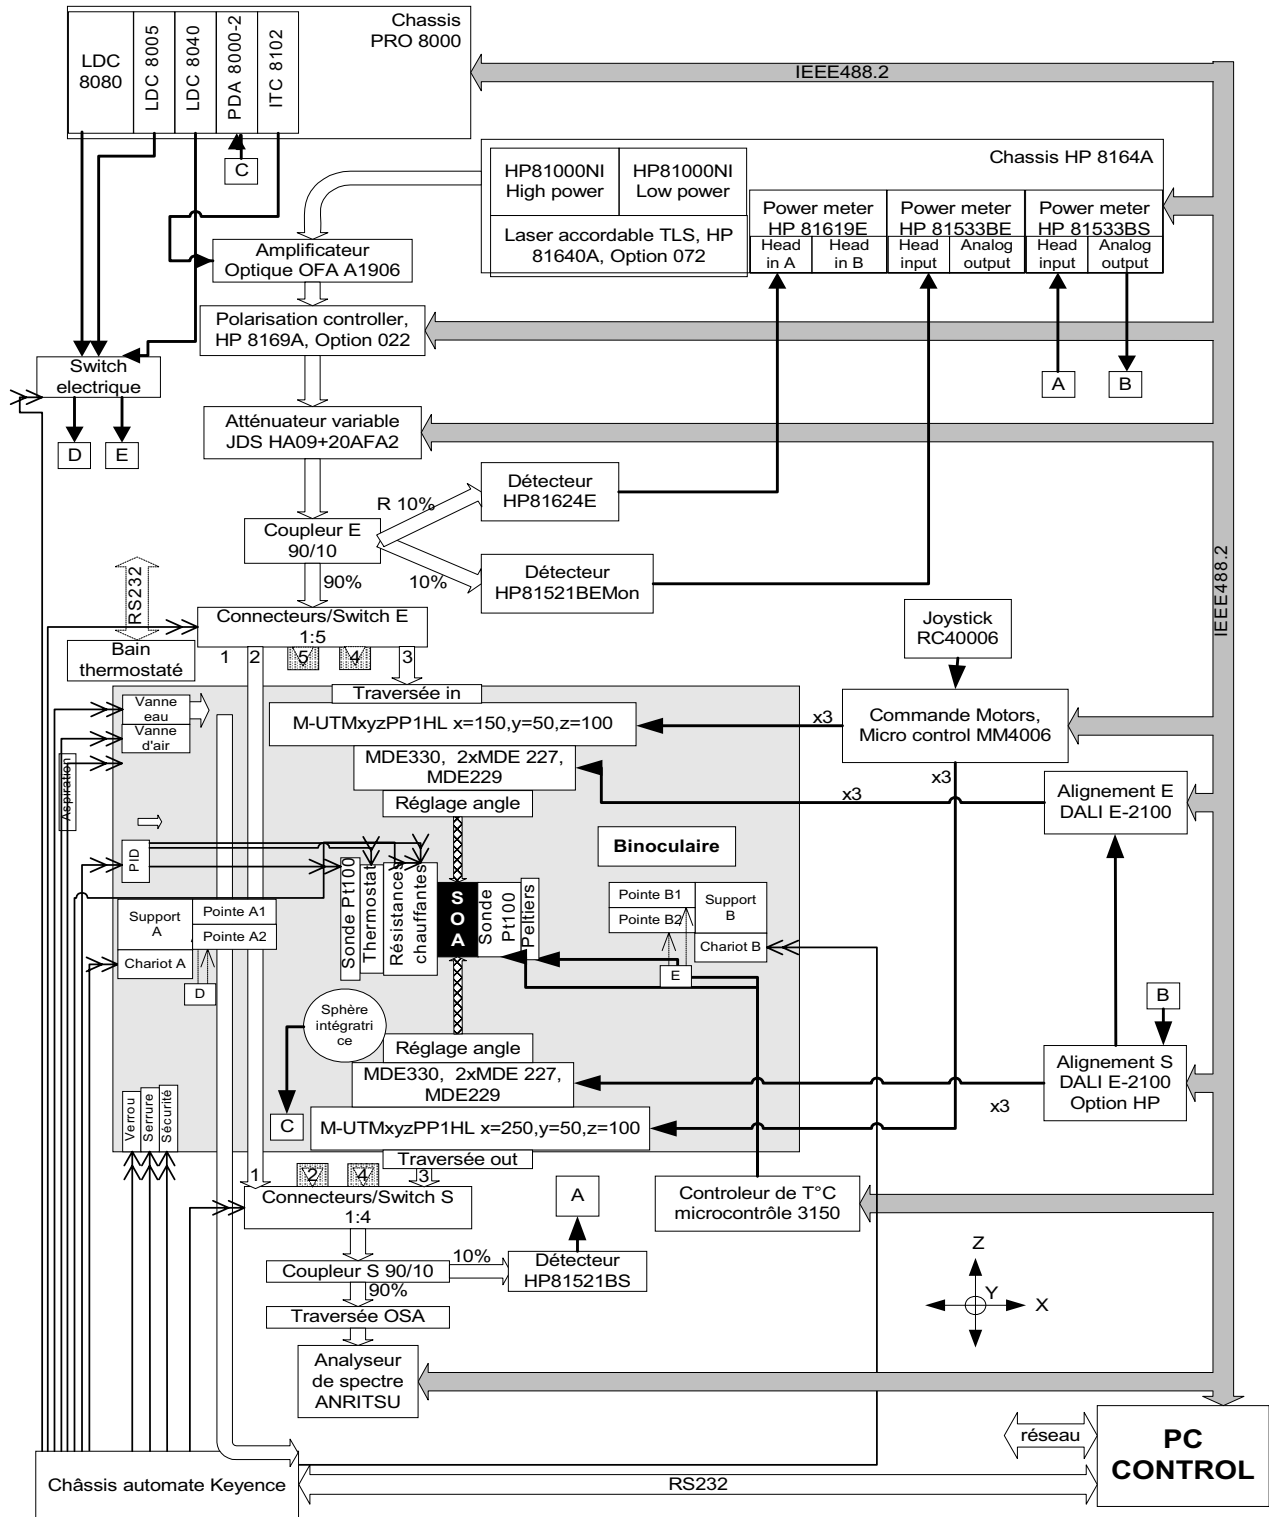 Chassis
PRO 8000
LDC
8080
LDC 8005
LDC 8040
PDA 8000-2
ITC 8102
IEEE488.2
C
Chassis HP 8164A
HP81000NI
High power
HP81000NI
Low power
Laser accordable TLS, HP
81640A, Option 072
Power meter
HP 81619E
Power meter
HP 81533BE
Power meter
HP 81533BS
Head
in A
Head
in B
Head
input
Analog
output
Head
input
Analog
output
Amplificateur
Optique OFA A1906
Polarisation controller,
HP 8169A, Option 022
Switch
electrique
A
B
Atténuateur variable
JDS HA09+20AFA2
D
E
Détecteur
HP81624E
R 10%
Coupleur E
90/10
90%
10%
Détecteur
HP81521BEMon
IEEE488.2
RS232
Connecteurs/Switch E
1:5
Joystick
RC40006
Bain
thermostaté
1
2
5
4
3
Traversée in
Vanne
eau
Vanne
d'air
M-UTMxyzPP1HL x=150,y=50,z=100
x3
Commande Motors,
Micro control MM4006
MDE330, 2xMDE 227,
MDE229
x3
Aspiration
Réglage angle
x3
Alignement E
DALI E-2100
Binoculaire
PID
Sonde Pt100
Thermostat
Résistances
chauffantes
S
O
A
Sonde
Pt100
Peltiers
Support
A
Pointe A1
Pointe A2
Chariot A
D
Pointe B1
Pointe B2
Support
B
Chariot B
E
Sphère
intégratri
ce
B
Réglage angle
MDE330, 2xMDE 227,
MDE229
Alignement S
DALI E-2100
Option HP
x3
Verrou
Serrure
Sécurité
C
M-UTMxyzPP1HL x=250,y=50,z=100
Traversée out
1
2
4
3
Connecteurs/Switch S
1:4
A
Controleur de T°C
microcontrôle 3150
Coupleur S 90/10
10%
Détecteur
HP81521BS
90%
Traversée OSA
Z
Y
X
Analyseur
de spectre
ANRITSU
réseau
PC
CONTROL
Châssis automate Keyence
RS232